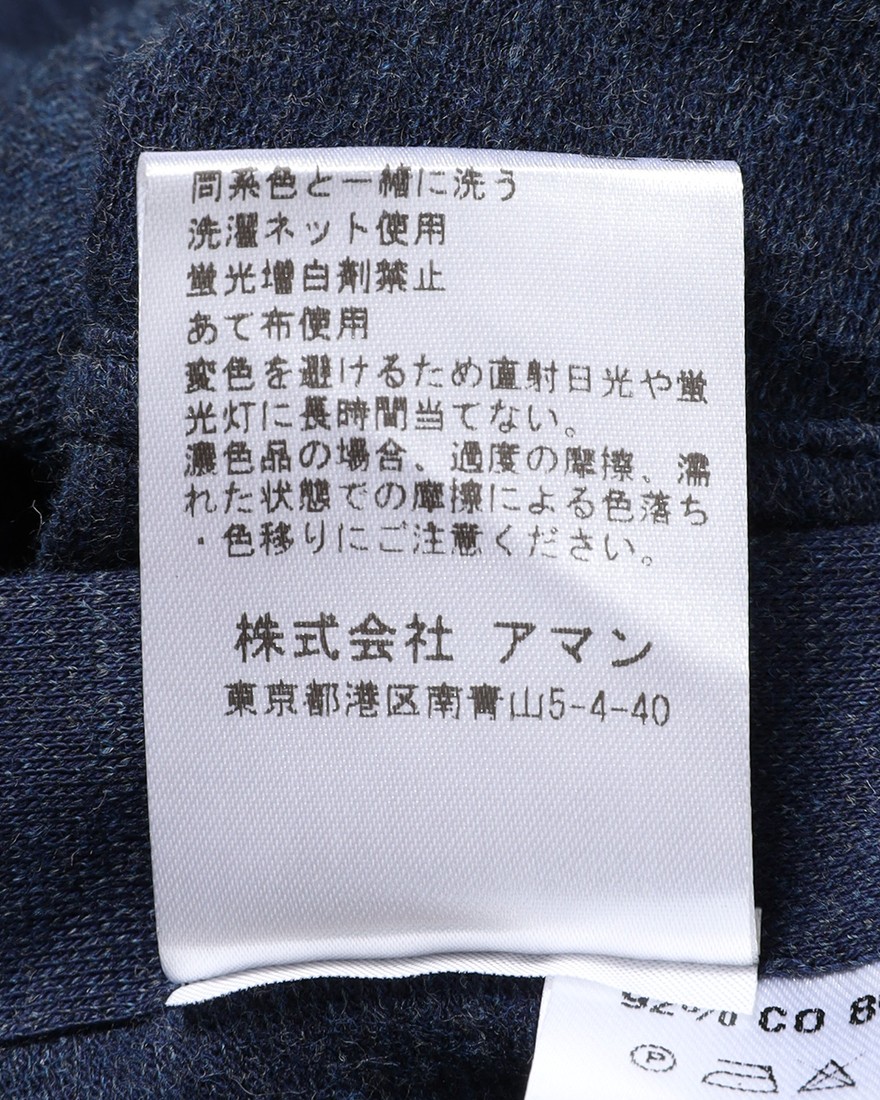 同系色と一緒に洗う
洗濯ネット使用
蛍光増白剤禁止
あて布使用
変色を避けるため直射日光や蛍
光灯に長時間当てない。
濃色品の場合、過度の摩擦、濡
れた状態での摩擦による色落ち
・色移りにご注意ください。
株式会社 アマン
東京都港区南青山5-4-40
92% CO 8
P